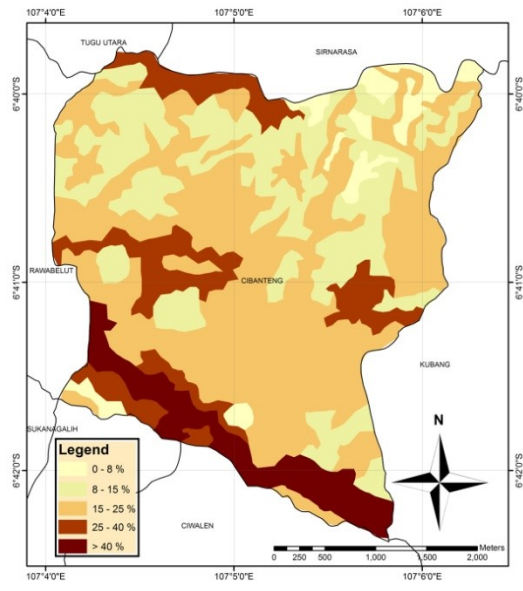 107°4'0"E 107°5'0"E 107°6'0"E
TUGU UTARA
SIRNARASA
6°40'0"S 6°40'0"S
RAWABELUT
CIBANTENG
6°41'0"S 6°41'0"S
KUBANG
SUKANAGALIH
N
Legend
0 - 8 %
8 - 15 %
15 - 25 %
25 - 40 %
> 40 %
6°42'0"S 6°42'0"S
CIWALEN
Meters
0 250 500 1,000 1,500 2,000
107°4'0"E 107°5'0"E 107°6'0"E